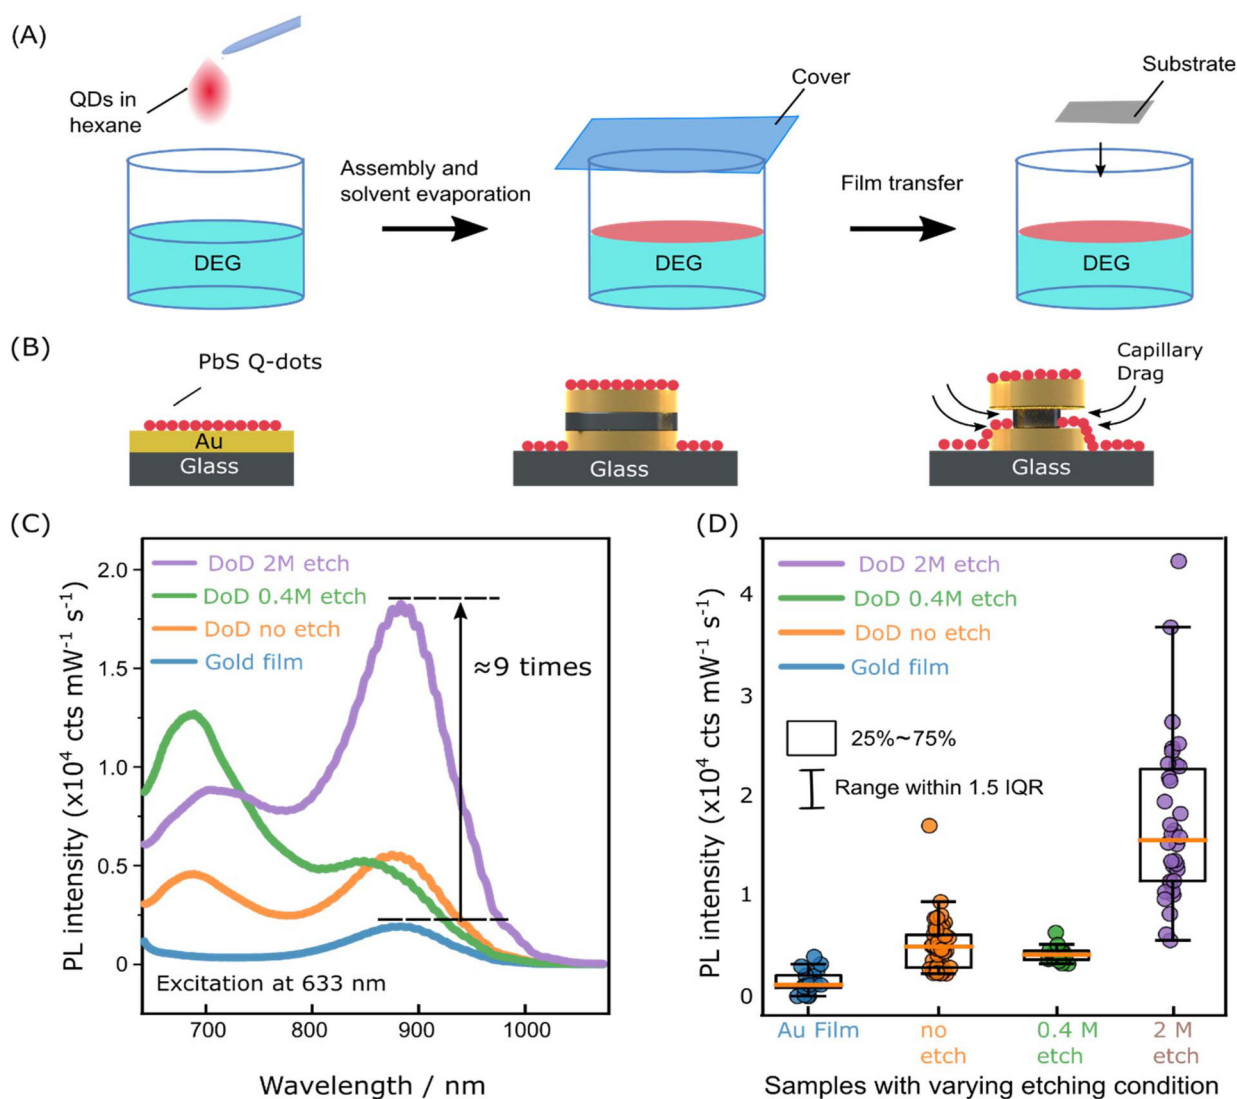 (A)
QDs in
hexane
DEG
Assembly and
solvent evaporation
Cover
DEG
Film transfer
Substrate
DEG
(B)
PbS Q-dots
Au
Glass
Glass
Capillary
Drag
Glass
(C)
DoD 2M etch
DoD 0.4M etch
DoD no etch
Gold film
≈9 times
Excitation at 633 nm
PL intensity (x10⁴ cts mW⁻¹ s⁻¹)
2.0
1.5
1.0
0.5
0
700
800
900
1000
Wavelength / nm
(D)
DoD 2M etch
DoD 0.4M etch
DoD no etch
Gold film
25%~75%
Range within 1.5 IQR
PL intensity (x10⁴ cts mW⁻¹ s⁻¹)
4
3
2
1
0
Au Film
no
etch
0.4 M
etch
2 M
etch
Samples with varying etching condition